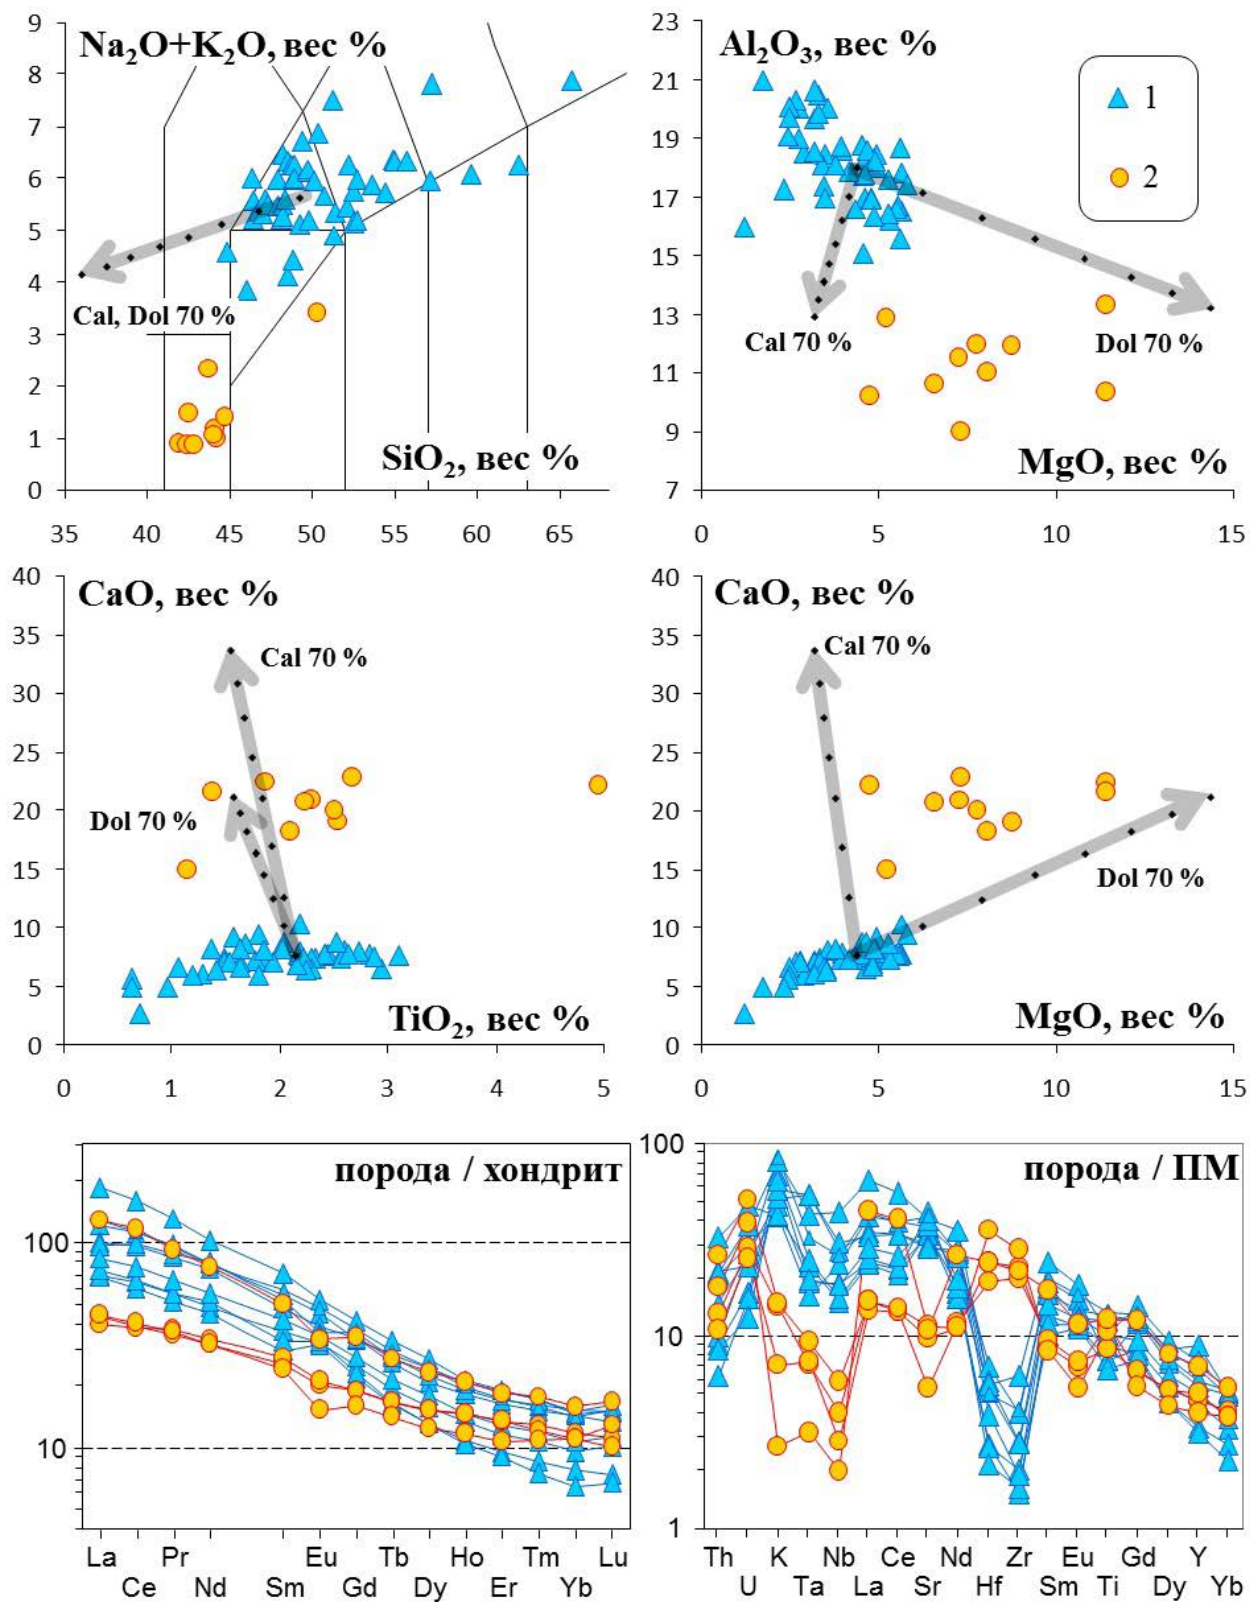 Na₂O+K₂O, вес %
9
8
7
6
5
4
3
2
1
0
Cal, Dol 70 %
SiO₂, вес %
35 40 45 50 55 60 65
Al₂O₃, вес %
23
21
19
17
15
13
11
9
7
1
2
Cal 70 %
Dol 70 %
MgO, вес %
0 5 10 15
CaO, вес %
40
35
30
25
20
15
10
5
0
Cal 70 %
Dol 70 %
TiO₂, вес %
0 1 2 3 4 5
CaO, вес %
40
35
30
25
20
15
10
5
0
Cal 70 %
Dol 70 %
MgO, вес %
0 5 10 15
порода / хондрит
100
10
La Ce Pr Nd Sm Eu Gd Tb Dy Ho Er Tm Yb Lu
порода / ПМ
100
10
1
Th U K Ta Nb La Ce Sr Nd Hf Zr Sm Eu Ti Gd Dy Y Yb